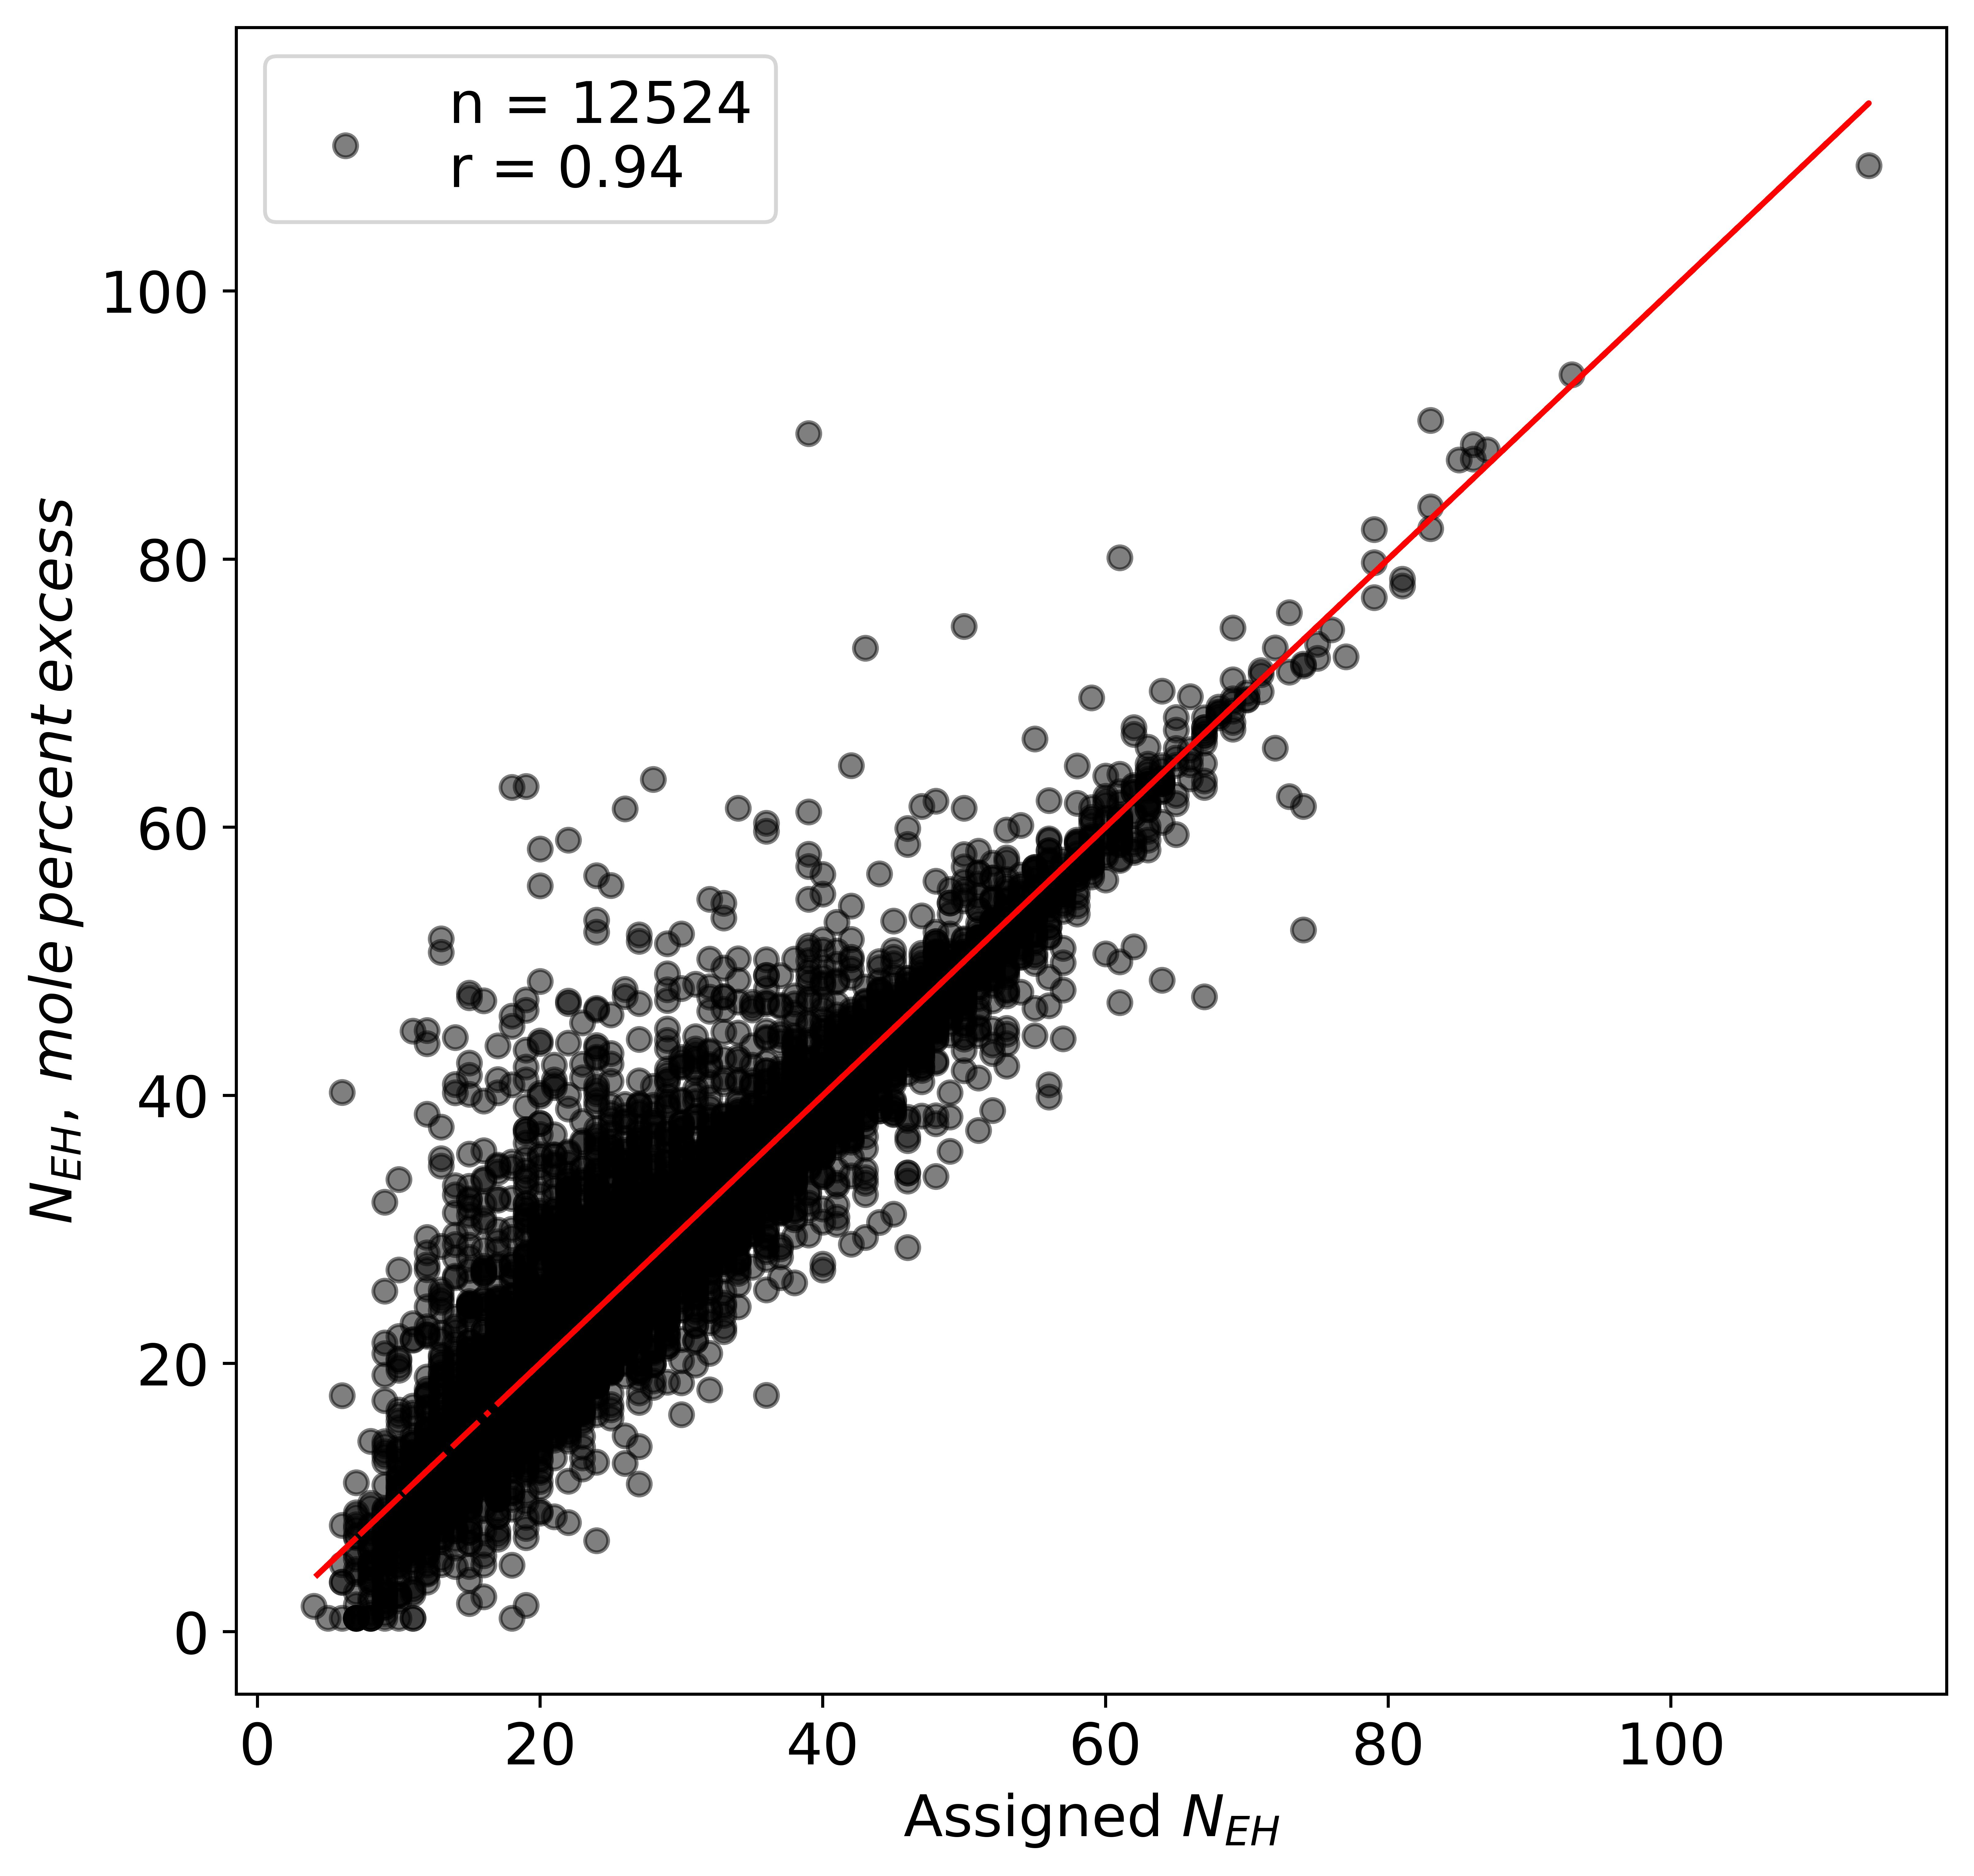 n = 12524
r = 0.94
100
80
60
40
20
0
N_EH, mole percent excess
0 20 40 60 80 100
Assigned N_EH